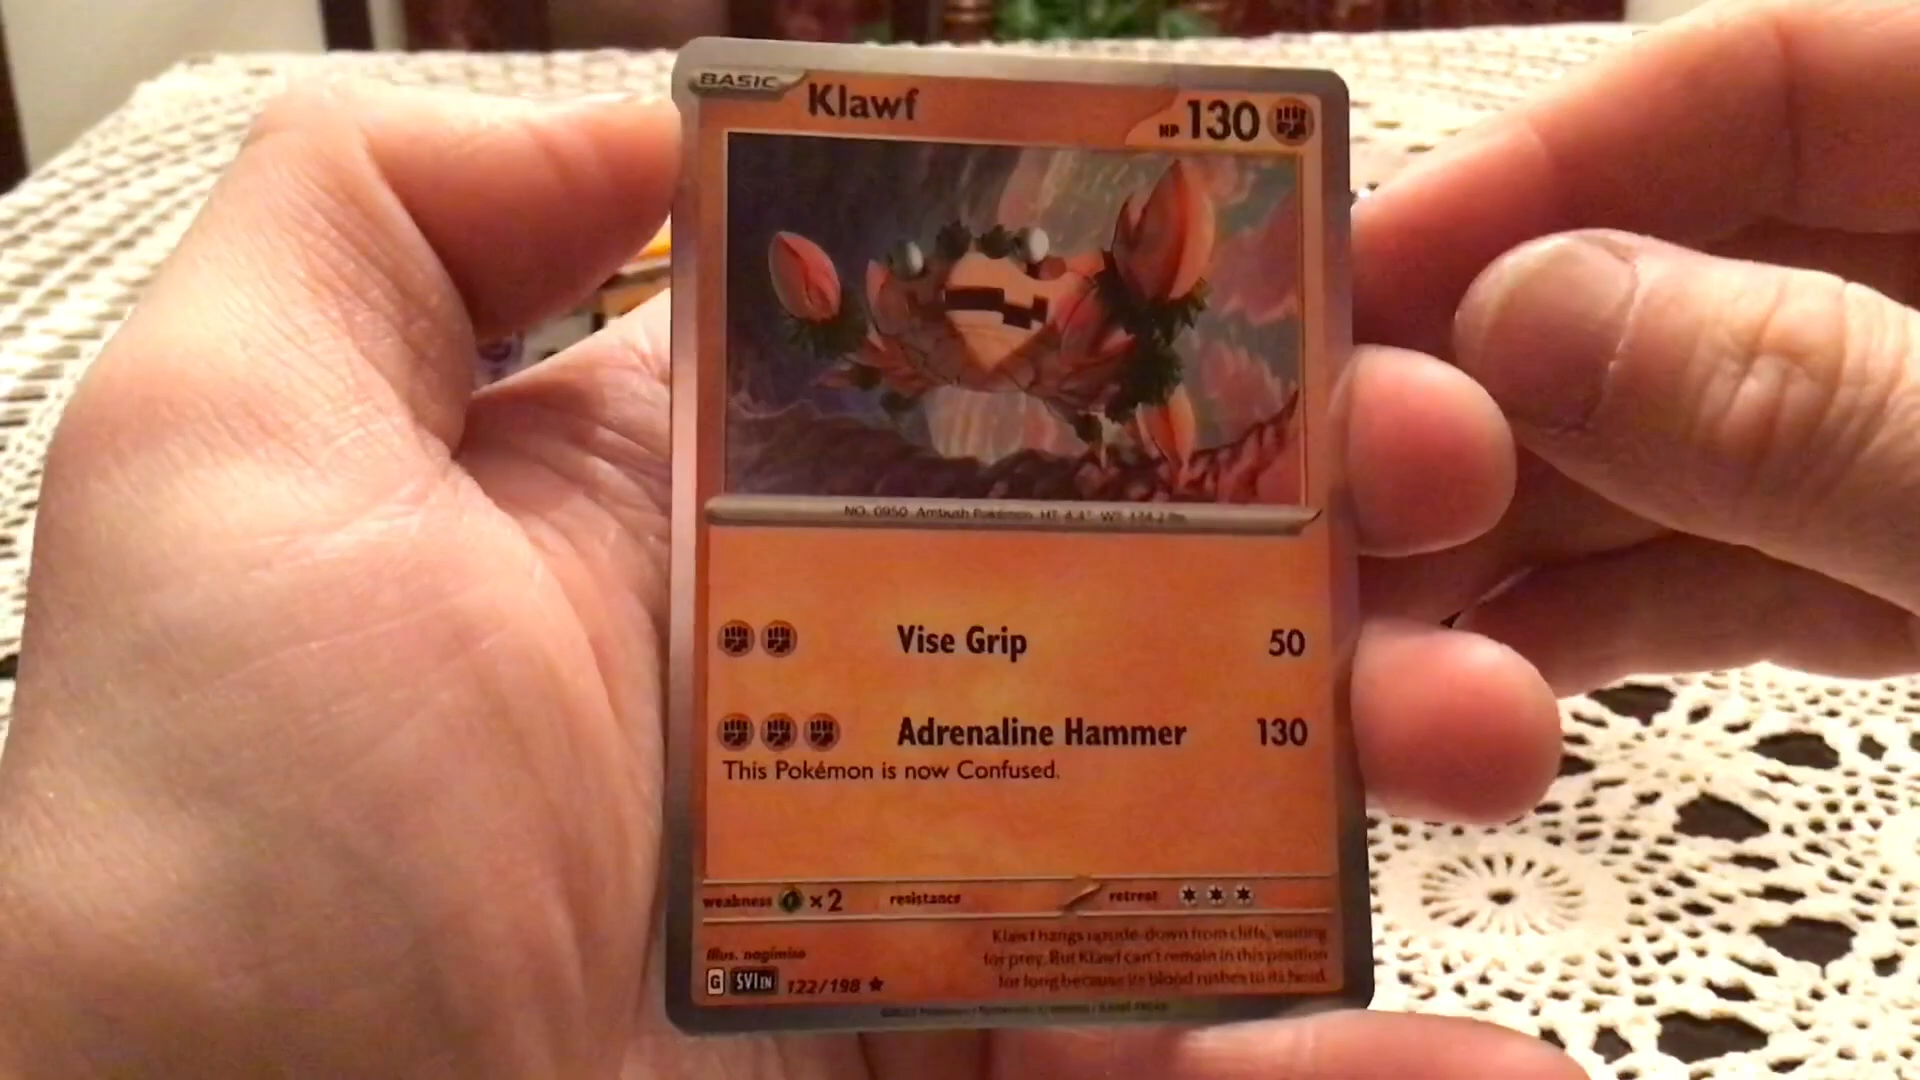 BASIC
Klawf
HP 130
NO. 0950 Ambush Pokémon HT: 4'3" WT: 174.2 lbs.
Vise Grip 50
Adrenaline Hammer 130
This Pokémon is now Confused.
weakness ×2 resistance retreat
Illus. nagimiso
Klawf hangs upside-down from cliffs, waiting
for prey. But Klawf can't remain in this position
for long because its blood rushes to its head.
G SVI EN 122/198